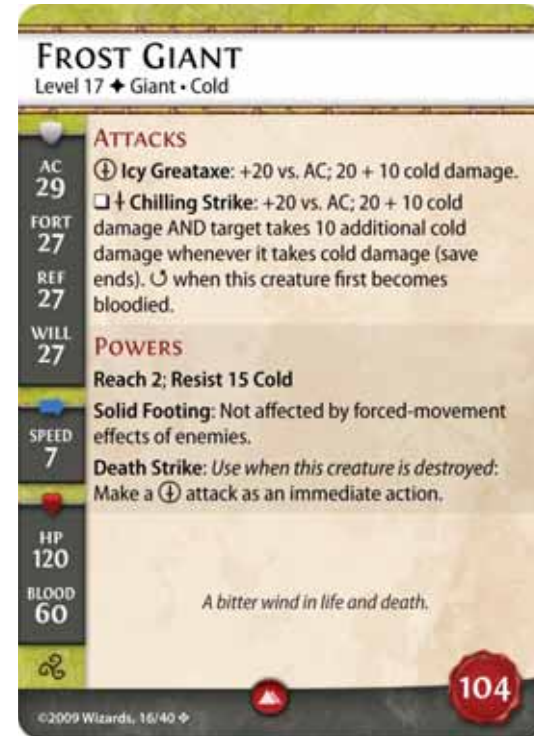 FROST GIANT
Level 17 ✦ Giant • Cold
ATTACKS
Icy Greataxe: +20 vs. AC; 20 + 10 cold damage.
Chilling Strike: +20 vs. AC; 20 + 10 cold
damage AND target takes 10 additional cold
damage whenever it takes cold damage (save
ends). ↺ when this creature first becomes
bloodied.
POWERS
Reach 2; Resist 15 Cold
Solid Footing: Not affected by forced-movement
effects of enemies.
Death Strike: Use when this creature is destroyed:
Make a attack as an immediate action.
A bitter wind in life and death.
AC
29
FORT
27
REF
27
WILL
27
SPEED
7
HP
120
BLOOD
60
104
©2009 Wizards, 16/40